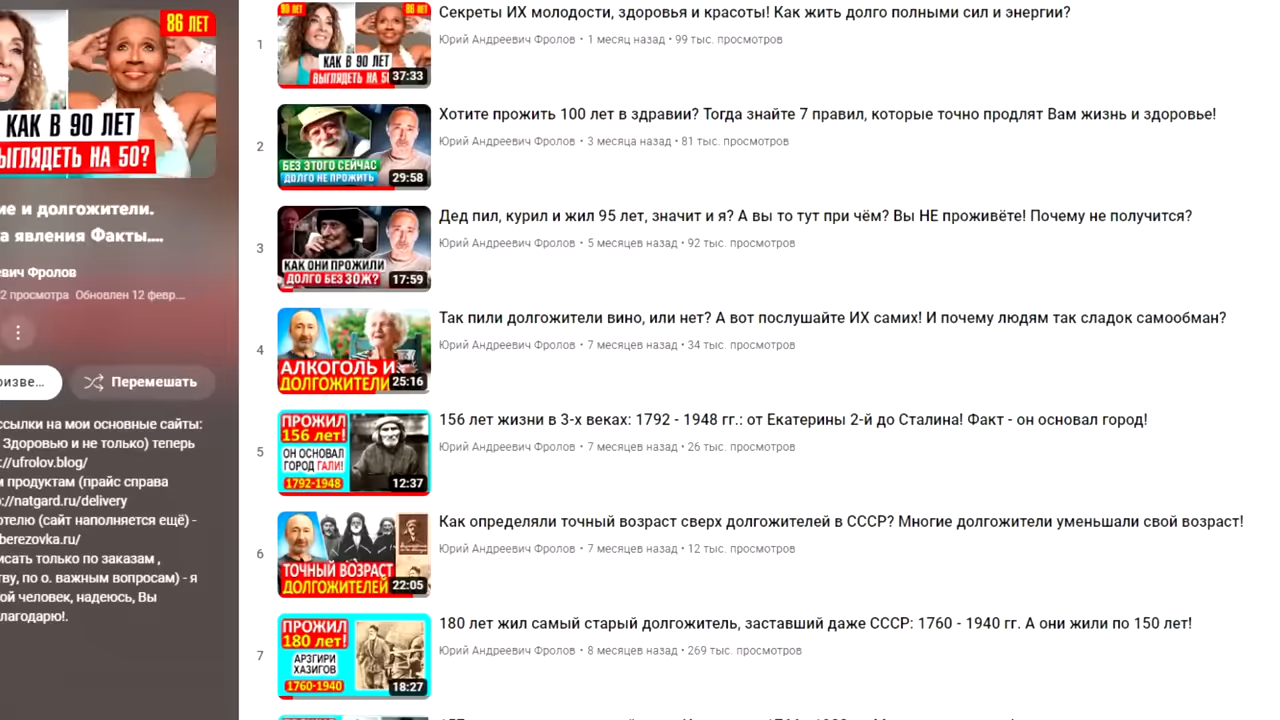 86 ЛЕТ
КАК В 90 ЛЕТ
ВЫГЛЯДЕТЬ НА 50?
ие и долгожители.
а явления Факты....
евич Фролов
2 просмотра Обновлен 12 февр...
оизве...
Перемешать
ссылки на мои основные сайты:
Здоровью и не только) теперь
://ufrolov.blog/
м продуктам (прайс справа
://natgard.ru/delivery
отелю (сайт наполняется ещё) -
berezovka.ru/
исать только по заказам ,
тву, по о. важным вопросам) - я
ой человек, надеюсь, Вы
лагодарю!.
1
90 ЛЕТ
86 ЛЕТ
КАК В 90 ЛЕТ
ВЫГЛЯДЕТЬ НА 5
37:33
Секреты ИХ молодости, здоровья и красоты! Как жить долго полными сил и энергии?
Юрий Андреевич Фролов • 1 месяц назад • 99 тыс. просмотров
2
БЕЗ ЭТОГО СЕЙЧАС
ДОЛГО НЕ ПРОЖИТЬ
29:58
Хотите прожить 100 лет в здравии? Тогда знайте 7 правил, которые точно продлят Вам жизнь и здоровье!
Юрий Андреевич Фролов • 3 месяца назад • 81 тыс. просмотров
3
КАК ОНИ ПРОЖИЛИ
ДОЛГО БЕЗ ЗОЖ?
17:59
Дед пил, курил и жил 95 лет, значит и я? А вы то тут при чём? Вы НЕ проживёте! Почему не получится?
Юрий Андреевич Фролов • 5 месяцев назад • 92 тыс. просмотров
4
АЛКОГОЛЬ И
ДОЛГОЖИТЕЛИ
25:16
Так пили долгожители вино, или нет? А вот послушайте ИХ самих! И почему людям так сладок самообман?
Юрий Андреевич Фролов • 7 месяцев назад • 34 тыс. просмотров
5
ПРОЖИЛ
156 лет!
ОН ОСНОВАЛ
ГОРОД ГАЛИ!
1792-1948
12:37
156 лет жизни в 3-х веках: 1792 - 1948 гг.: от Екатерины 2-й до Сталина! Факт - он основал город!
Юрий Андреевич Фролов • 7 месяцев назад • 26 тыс. просмотров
6
ТОЧНЫЙ ВОЗРАСТ
ДОЛГОЖИТЕЛЕЙ
22:05
Как определяли точный возраст сверх долгожителей в СССР? Многие долгожители уменьшали свой возраст!
Юрий Андреевич Фролов • 7 месяцев назад • 12 тыс. просмотров
7
ПРОЖИЛ
180 лет!
АРЗГИРИ
ХАЗИГОВ
1760-1940
18:27
180 лет жил самый старый долгожитель, заставший даже СССР: 1760 - 1940 гг. А они жили по 150 лет!
Юрий Андреевич Фролов • 8 месяцев назад • 269 тыс. просмотров